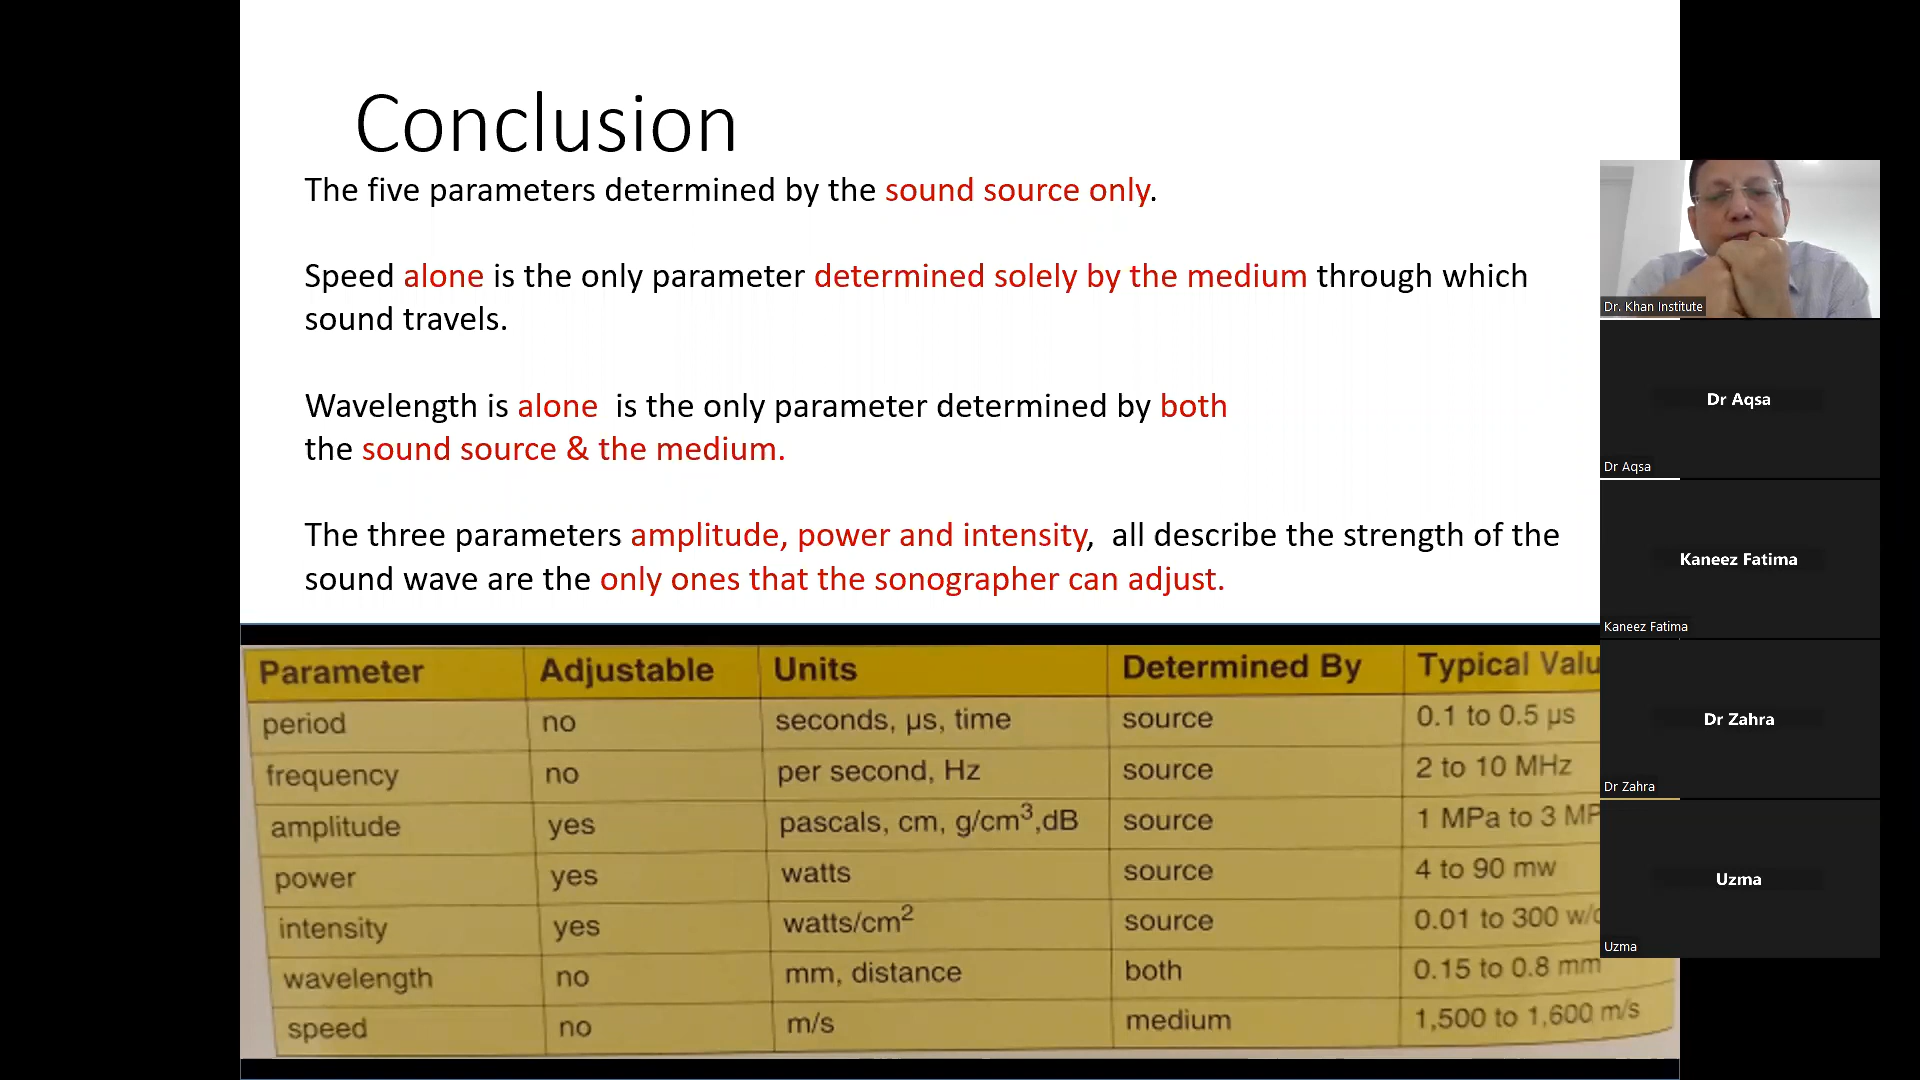 Conclusion
The five parameters determined by the sound source only.
Speed alone is the only parameter determined solely by the medium through which
sound travels.
Wavelength is alone is the only parameter determined by both
the sound source & the medium.
The three parameters amplitude, power and intensity, all describe the strength of the
sound wave are the only ones that the sonographer can adjust.
Parameter Adjustable Units Determined By Typical Valu
period no seconds, µs, time source 0.1 to 0.5 µs
frequency no per second, Hz source 2 to 10 MHz
amplitude yes pascals, cm, g/cm³,dB source 1 MPa to 3 MP
power yes watts source 4 to 90 mw
intensity yes watts/cm² source 0.01 to 300 w/
wavelength no mm, distance both 0.15 to 0.8 mm
speed no m/s medium 1,500 to 1,600 m/s
Dr. Khan Institute
Dr Aqsa
Dr Aqsa
Kaneez Fatima
Kaneez Fatima
Dr Zahra
Dr Zahra
Uzma
Uzma